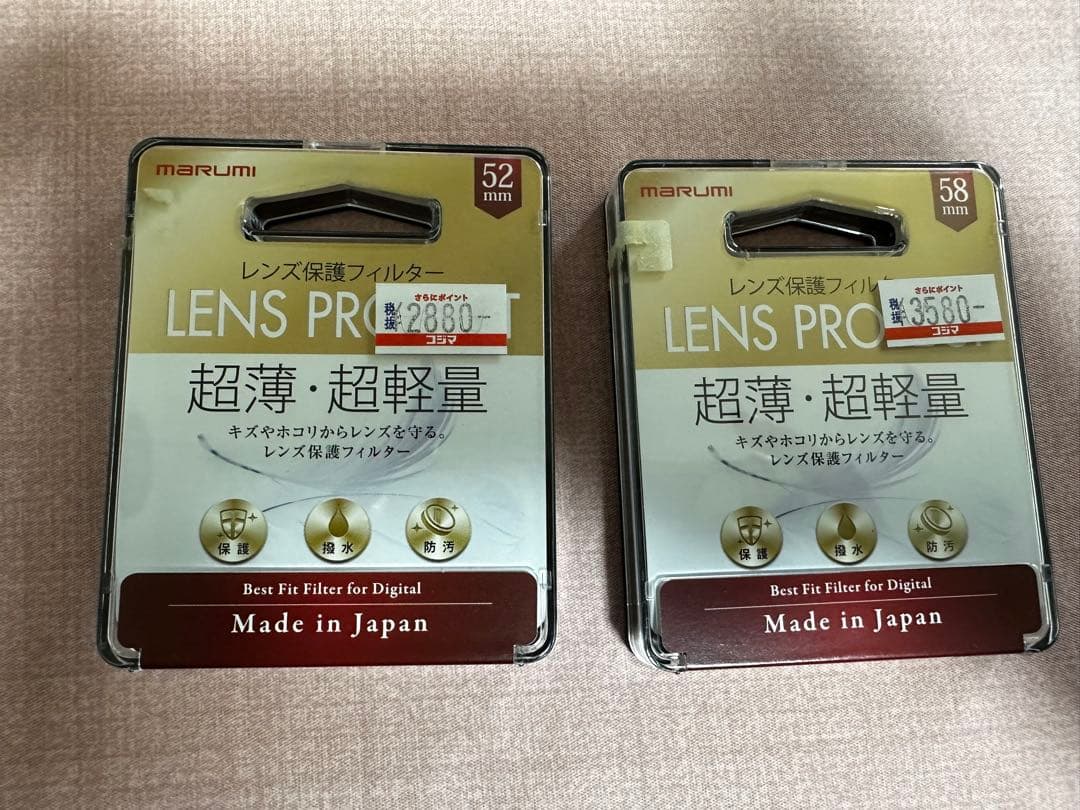 marumi
52
mm
レンズ保護フィルター
LENS PRO
T
さらにポイント
税抜
2880
コジマ
超薄・超軽量
キズやホコリからレンズを守る。
レンズ保護フィルター
保護
撥水
防汚
Best Fit Filter for Digital
Made in Japan
marumi
58
mm
レンズ保護フィル
LENS PRO
さらにポイント
税抜
3580
コジマ
超薄・超軽量
キズやホコリからレンズを守る。
レンズ保護フィルター
保護
撥水
防汚
Best Fit Filter for Digital
Made in Japan